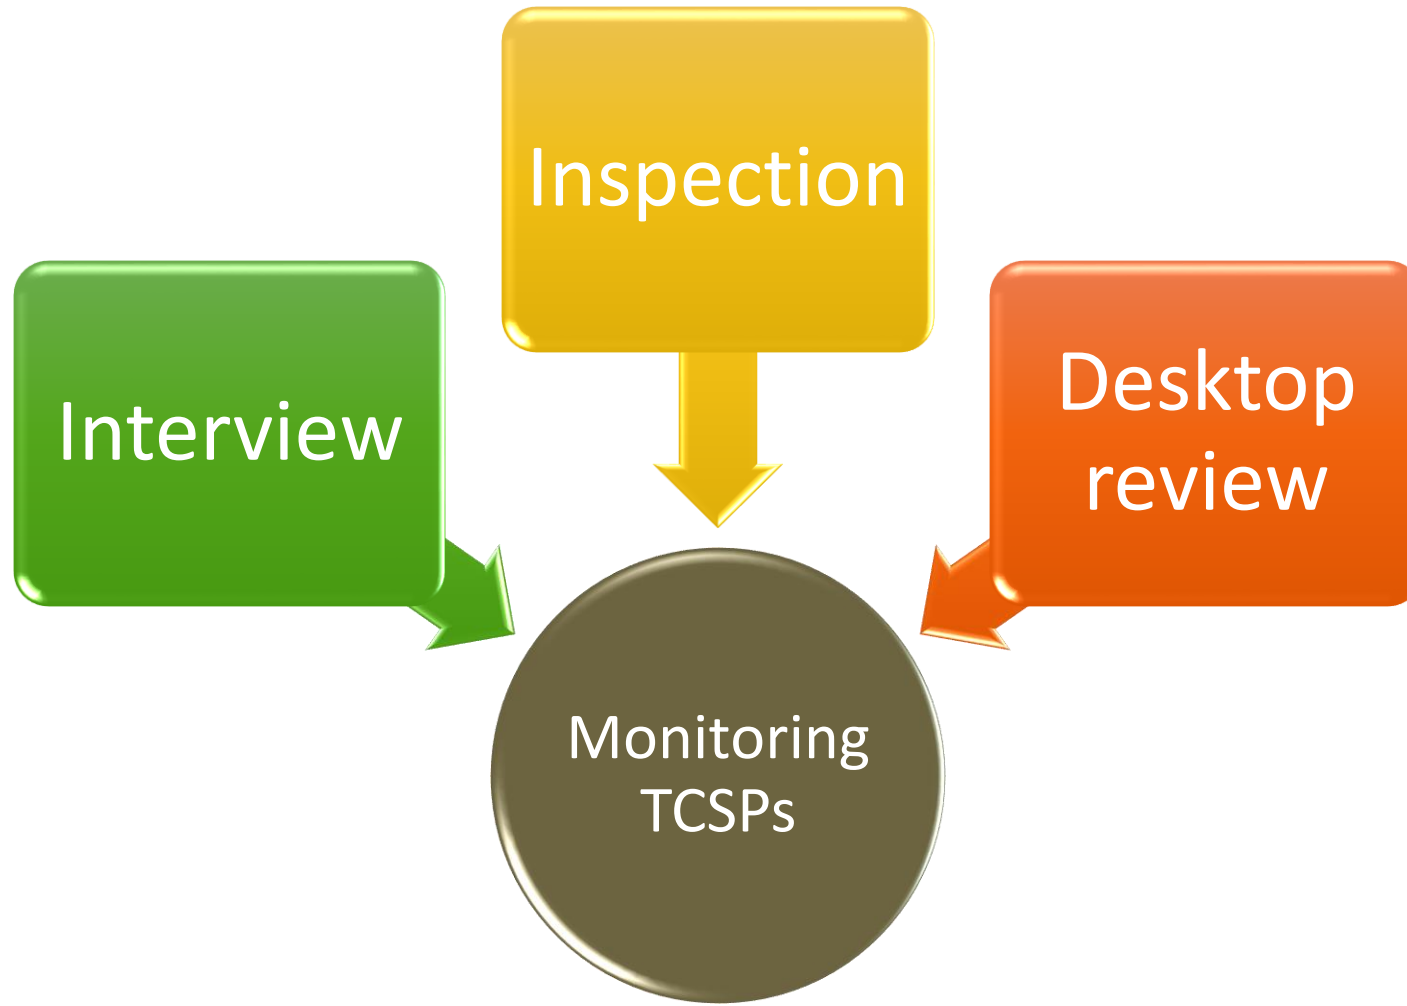 Inspection
Interview
Desktop
review
Monitoring
TCSPs